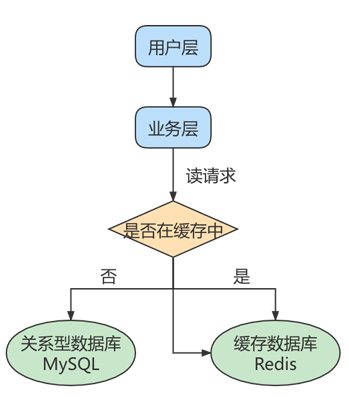 用户层
业务层
读请求
是否在缓存中
否
是
关系型数据库
MySQL
缓存数据库
Redis